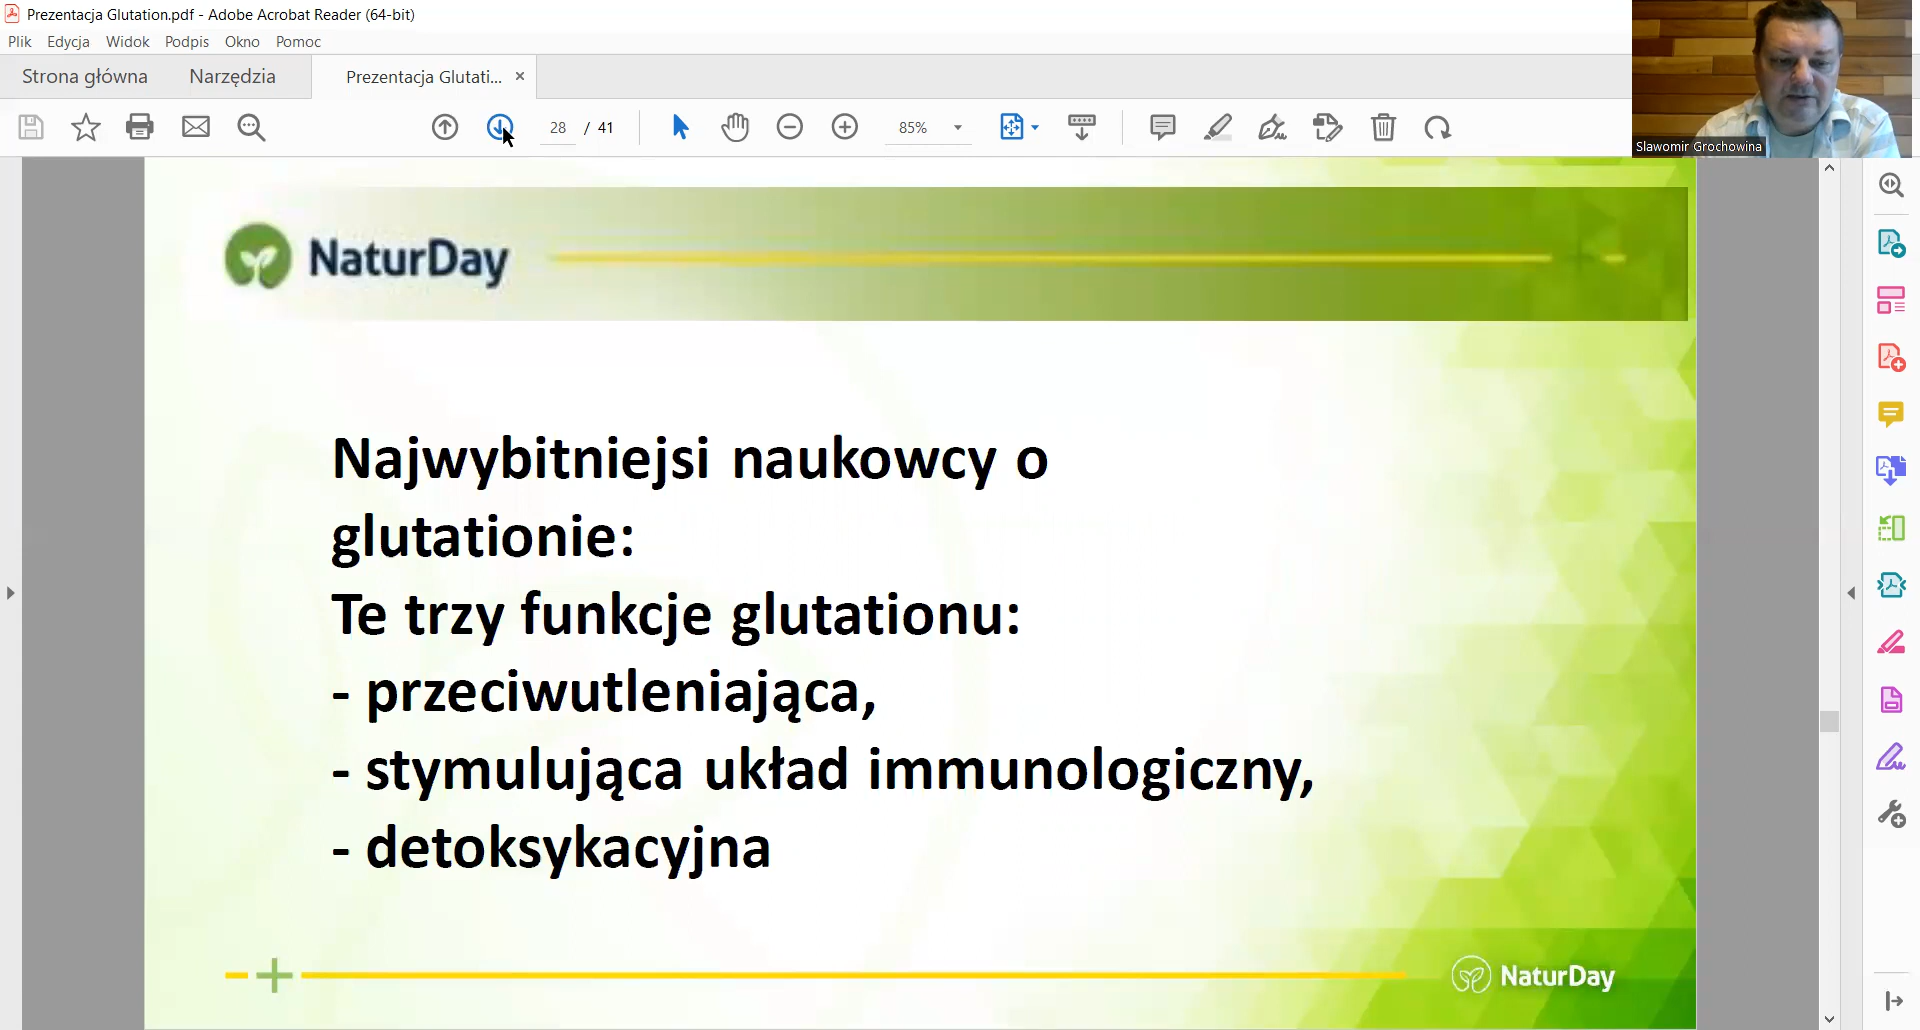 Prezentacja Glutation.pdf - Adobe Acrobat Reader (64-bit)
Plik Edycja Widok Podpis Okno Pomoc
Strona główna Narzędzia Prezentacja Glutati... ×
28 / 41 85%
Slawomir Grochowina
NaturDay
Najwybitniejsi naukowcy o
glutationie:
Te trzy funkcje glutationu:
- przeciwutleniająca,
- stymulująca układ immunologiczny,
- detoksykacyjna
NaturDay